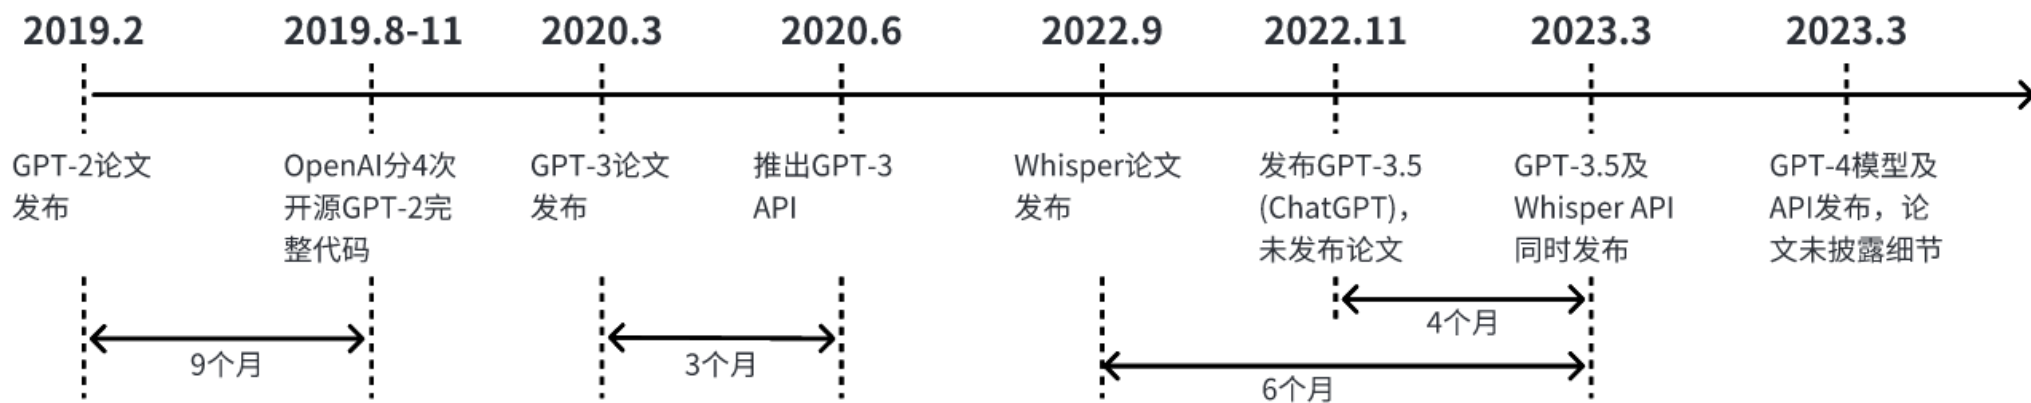 2019.2
2019.8-11
2020.3
2020.6
2022.9
2022.11
2023.3
2023.3
GPT-2论文
发布
OpenAI分4次
开源GPT-2完
整代码
GPT-3论文
发布
推出GPT-3
API
Whisper论文
发布
发布GPT-3.5
(ChatGPT)，
未发布论文
GPT-3.5及
Whisper API
同时发布
GPT-4模型及
API发布，论
文未披露细节
9个月
3个月
4个月
6个月